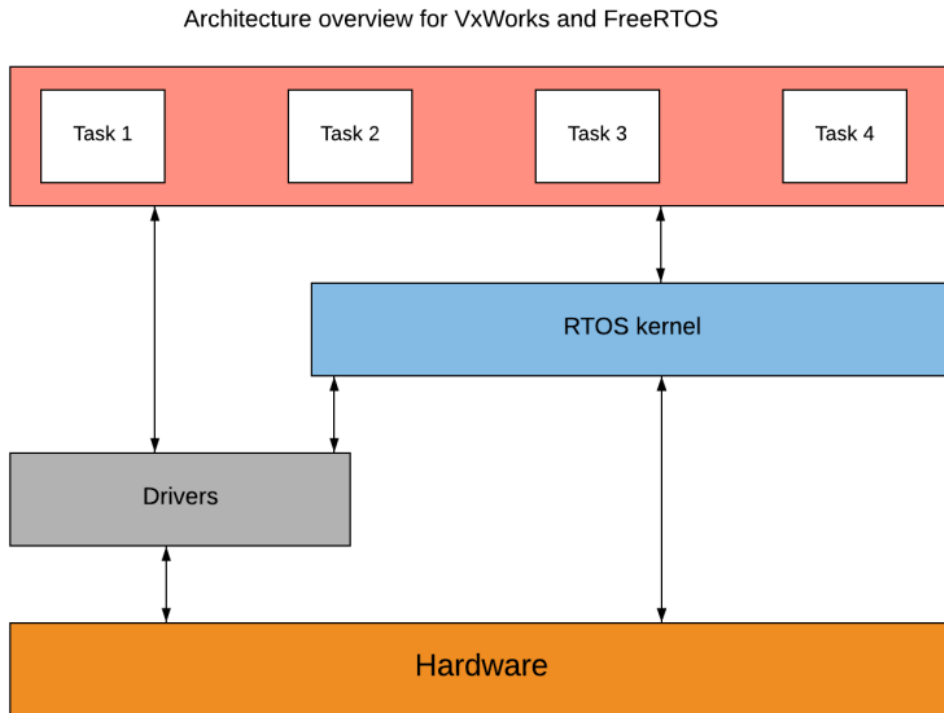 Architecture overview for VxWorks and FreeRTOS
Task 1
Task 2
Task 3
Task 4
RTOS kernel
Drivers
Hardware